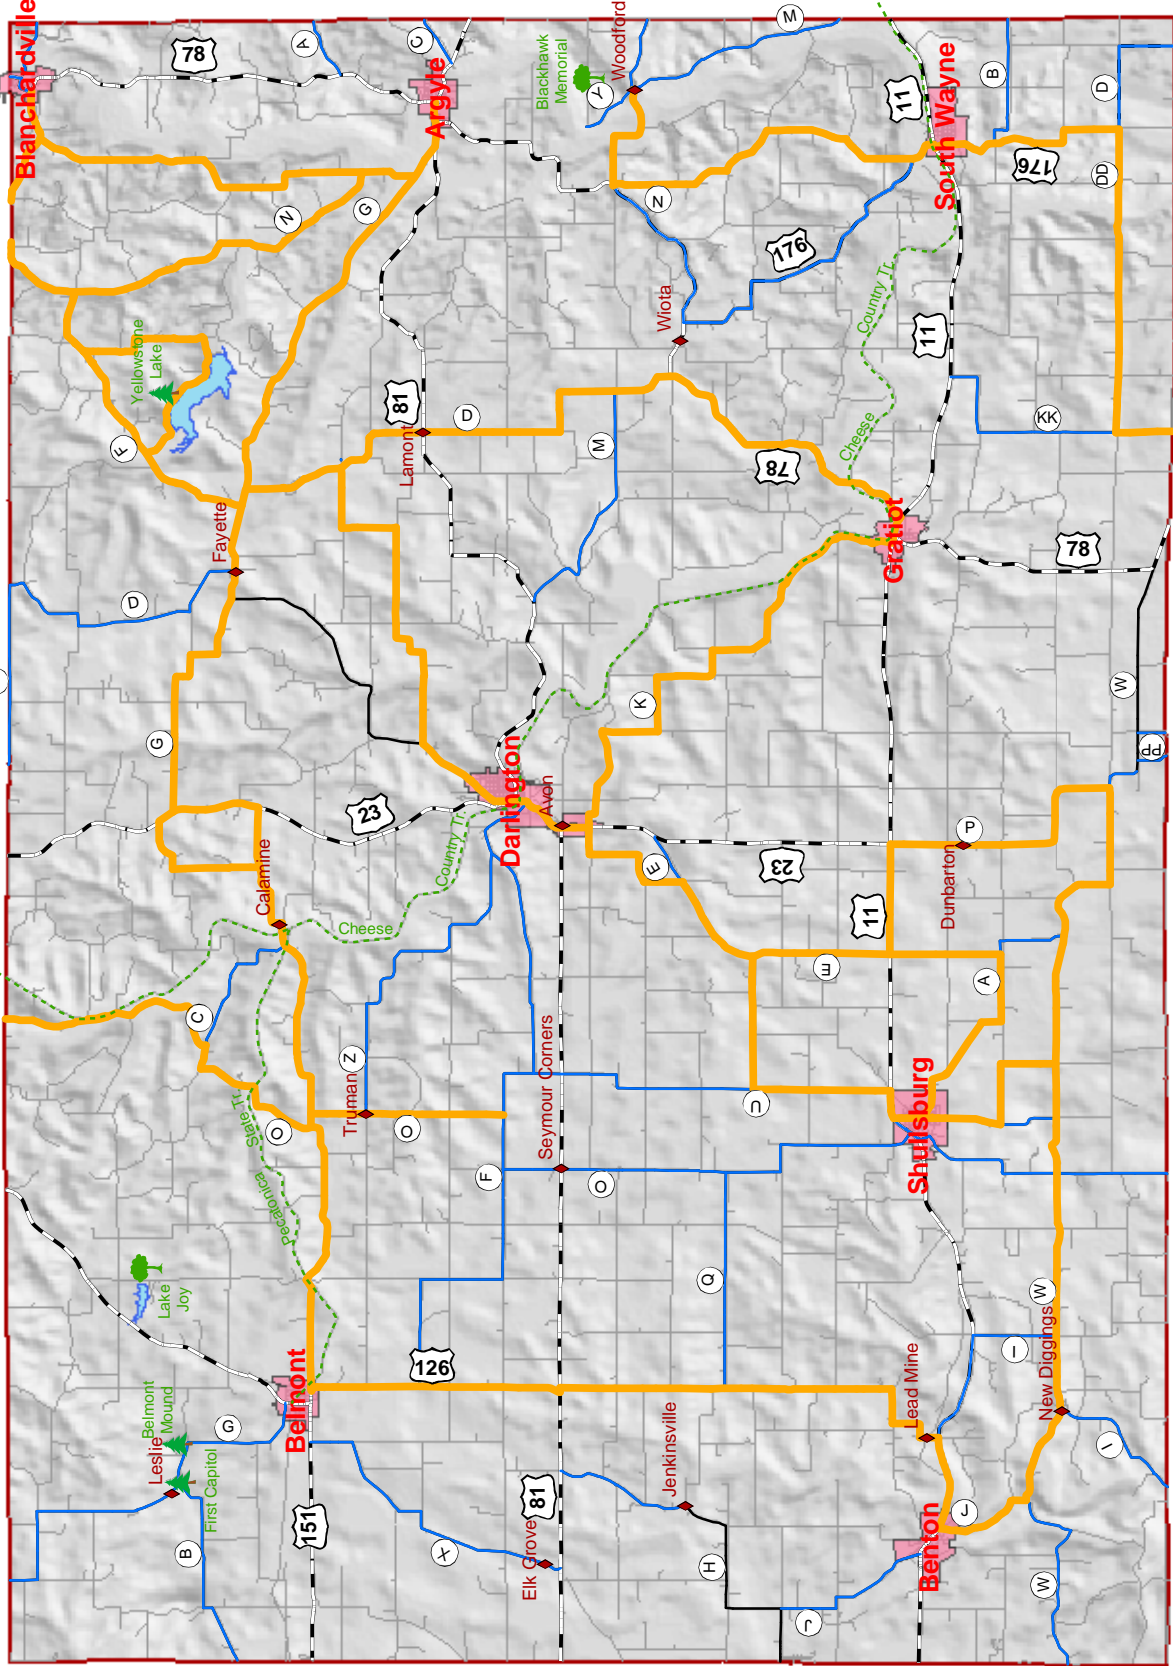 Belmont
Mound
Leslie
First Capitol
B
G
Lake
Joy
C
Calamine
G
D
Fayette
F
Yellowstone
Lake
Blanchardville
78
N
G
A
Belmont
151
Pecatonica
State Tr.
O
Truman
Z
O
Cheese
Country Tr.
23
Lamont
81
D
Argyle
C
126
X
F
Elk Grove
81
Seymour Corners
O
Darlington
Avon
M
Blackhawk
Memorial
Y
Woodford
M
Jenkinsville
H
J
Q
U
E
E
K
23
Wiota
N
176
78
Cheese
Country Tr.
Benton
J
Lead Mine
Shullsburg
11
A
Dunbarton
P
Gratiot
11
South Wayne
11
B
176
W
I
New Diggings
W
I
W
PP
78
KK
DD
D